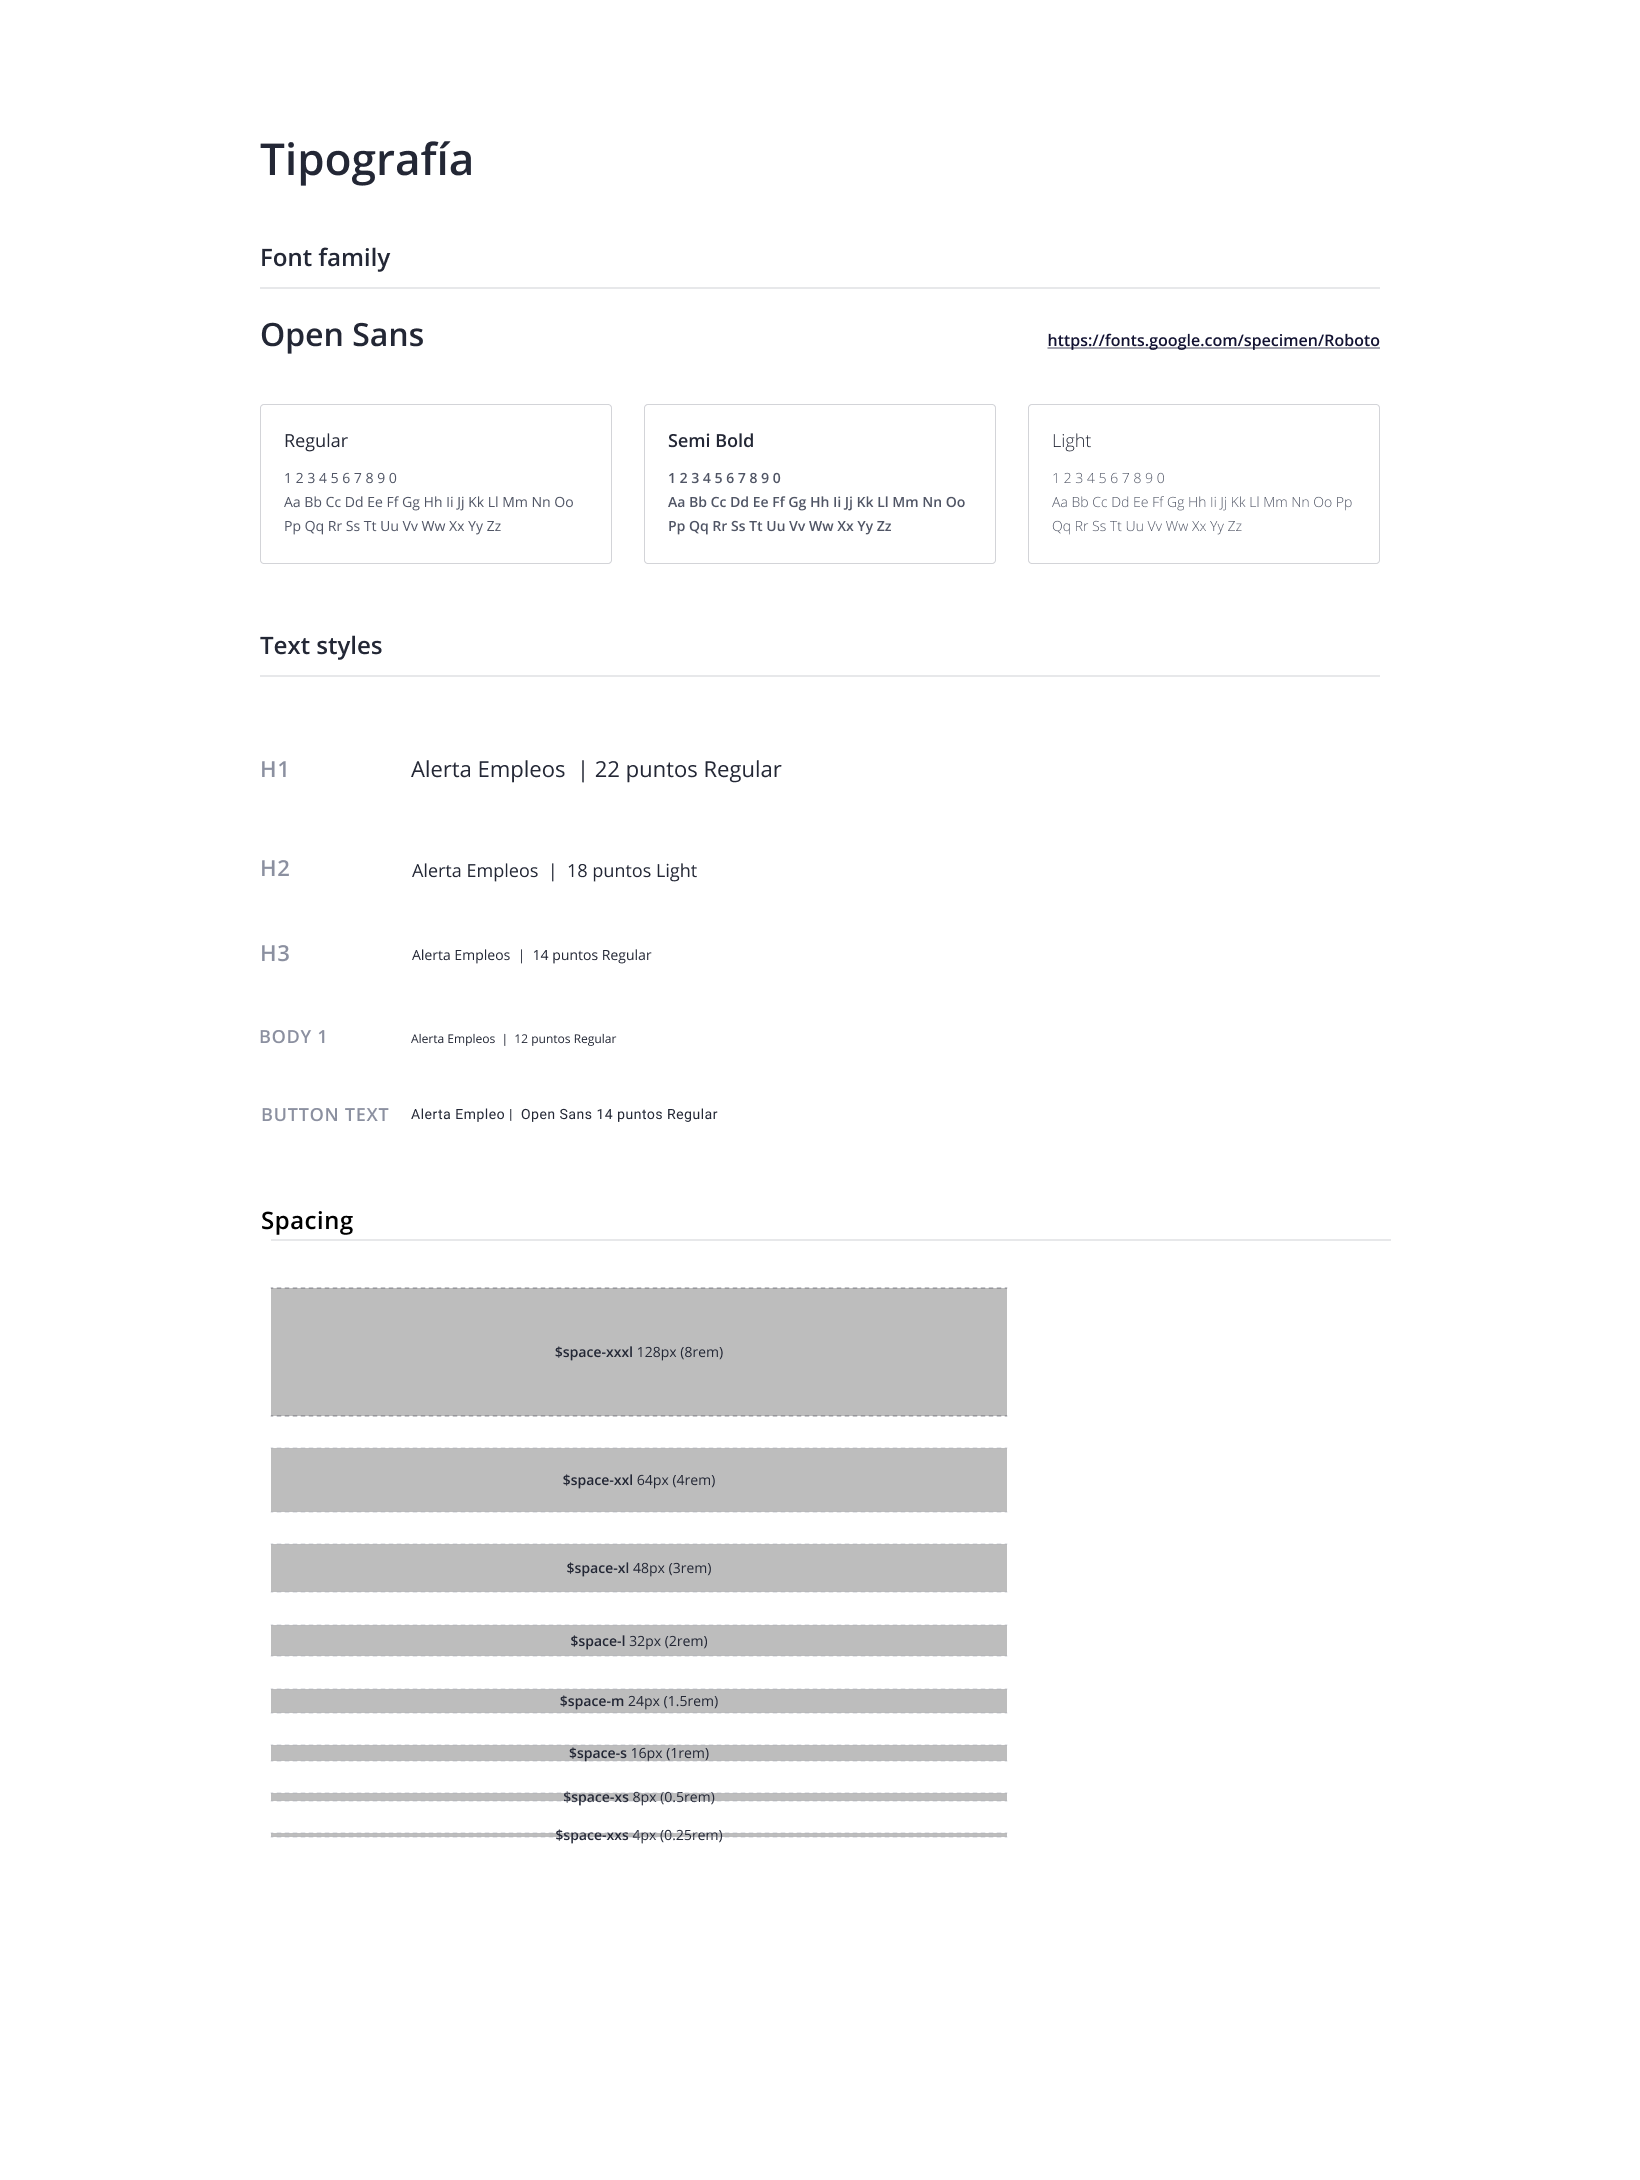 Tipografía
Font family
Open Sans
https://fonts.google.com/specimen/Roboto
Regular
1 2 3 4 5 6 7 8 9 0
Aa Bb Cc Dd Ee Ff Gg Hh Ii Jj Kk Ll Mm Nn Oo
Pp Qq Rr Ss Tt Uu Vv Ww Xx Yy Zz
Semi Bold
1 2 3 4 5 6 7 8 9 0
Aa Bb Cc Dd Ee Ff Gg Hh Ii Jj Kk Ll Mm Nn Oo
Pp Qq Rr Ss Tt Uu Vv Ww Xx Yy Zz
Light
1 2 3 4 5 6 7 8 9 0
Aa Bb Cc Dd Ee Ff Gg Hh Ii Jj Kk Ll Mm Nn Oo Pp
Qq Rr Ss Tt Uu Vv Ww Xx Yy Zz
Text styles
H1 Alerta Empleos | 22 puntos Regular
H2 Alerta Empleos | 18 puntos Light
H3 Alerta Empleos | 14 puntos Regular
BODY 1 Alerta Empleos | 12 puntos Regular
BUTTON TEXT Alerta Empleo | Open Sans 14 puntos Regular
Spacing
$space-xxxl 128px (8rem)
$space-xxl 64px (4rem)
$space-xl 48px (3rem)
$space-l 32px (2rem)
$space-m 24px (1.5rem)
$space-s 16px (1rem)
$space-xs 8px (0.5rem)
$space-xxs 4px (0.25rem)